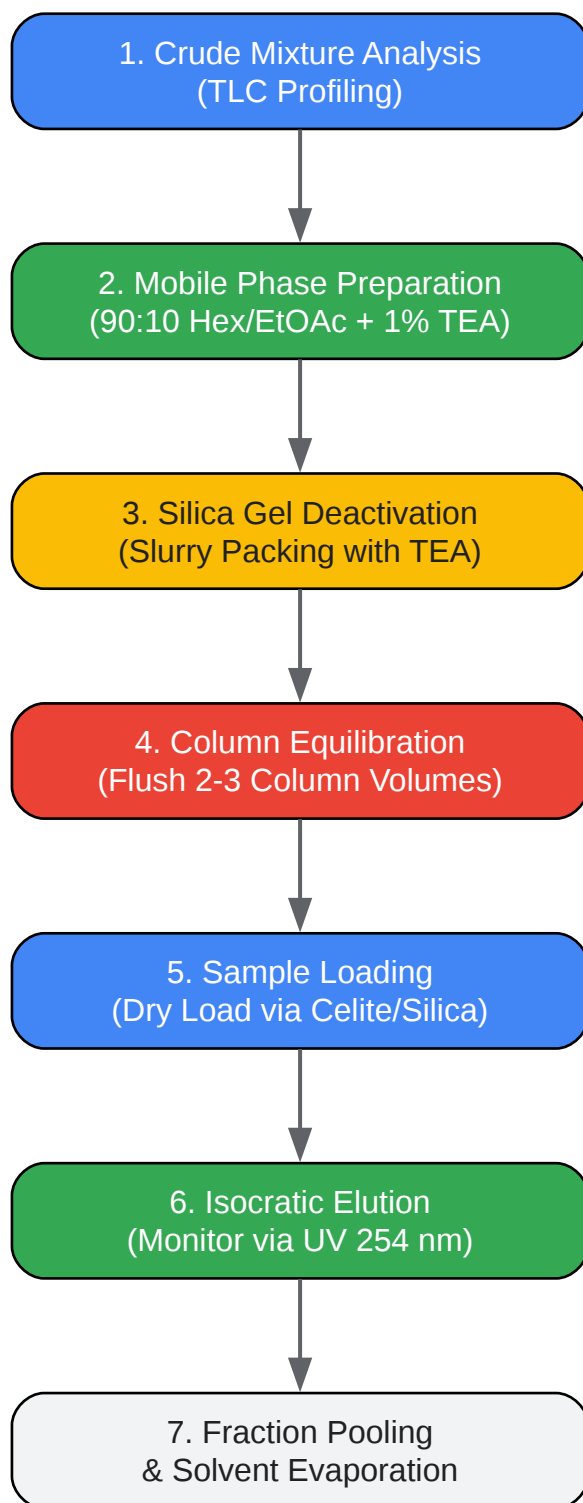 1. Crude Mixture Analysis
(TLC Profiling)
2. Mobile Phase Preparation
(90:10 Hex/EtOAc + 1% TEA)
3. Silica Gel Deactivation
(Slurry Packing with TEA)
4. Column Equilibration
(Flush 2-3 Column Volumes)
5. Sample Loading
(Dry Load via Celite/Silica)
6. Isocratic Elution
(Monitor via UV 254 nm)
7. Fraction Pooling
& Solvent Evaporation